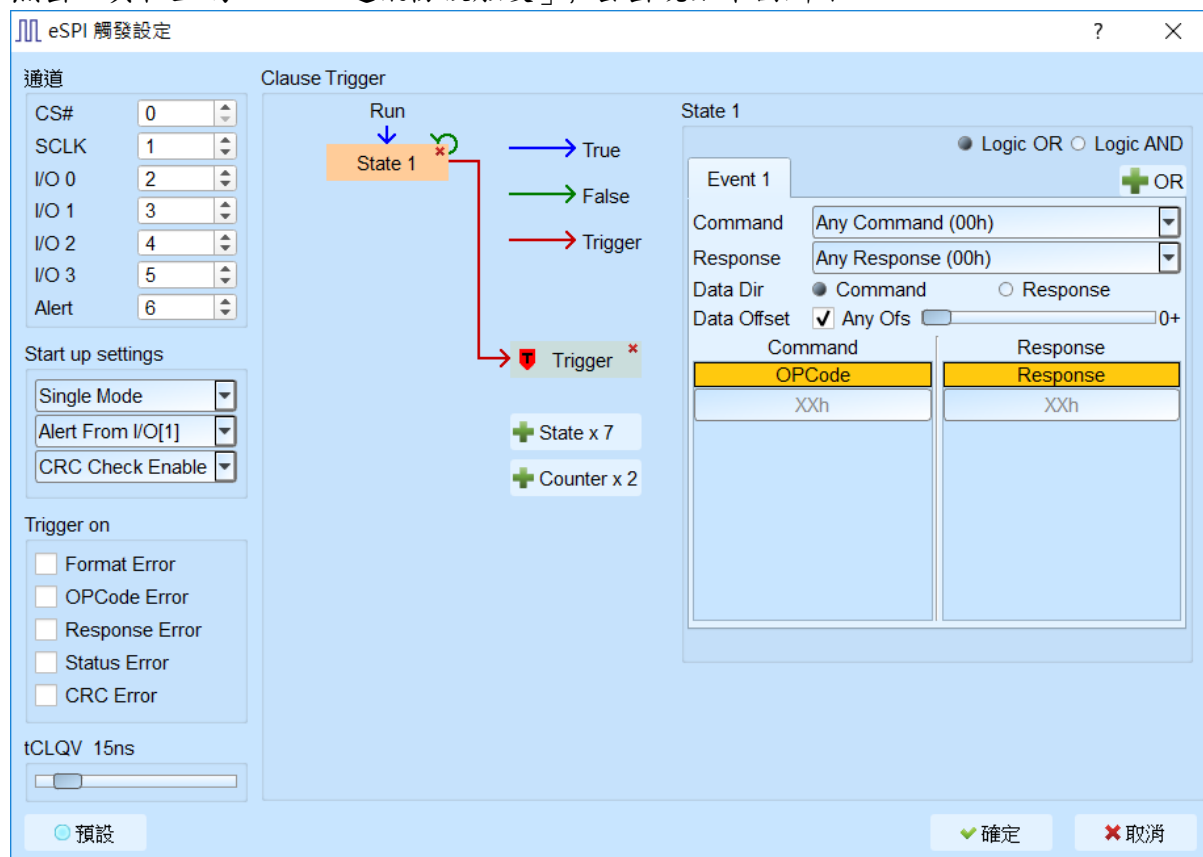 eSPI 觸發設定
?
通道
CS# 0
SCLK 1
I/O 0 2
I/O 1 3
I/O 2 4
I/O 3 5
Alert 6
Start up settings
Single Mode
Alert From I/O[1]
CRC Check Enable
Trigger on
Format Error
OPCode Error
Response Error
Status Error
CRC Error
tCLQV 15ns
預設
Clause Trigger
Run
State 1
True
False
Trigger
Trigger
State x 7
Counter x 2
State 1
Logic OR Logic AND
Event 1
OR
Command Any Command (00h)
Response Any Response (00h)
Data Dir Command Response
Data Offset Any Ofs 0+
Command Response
OPCode Response
XXh XXh
確定 取消